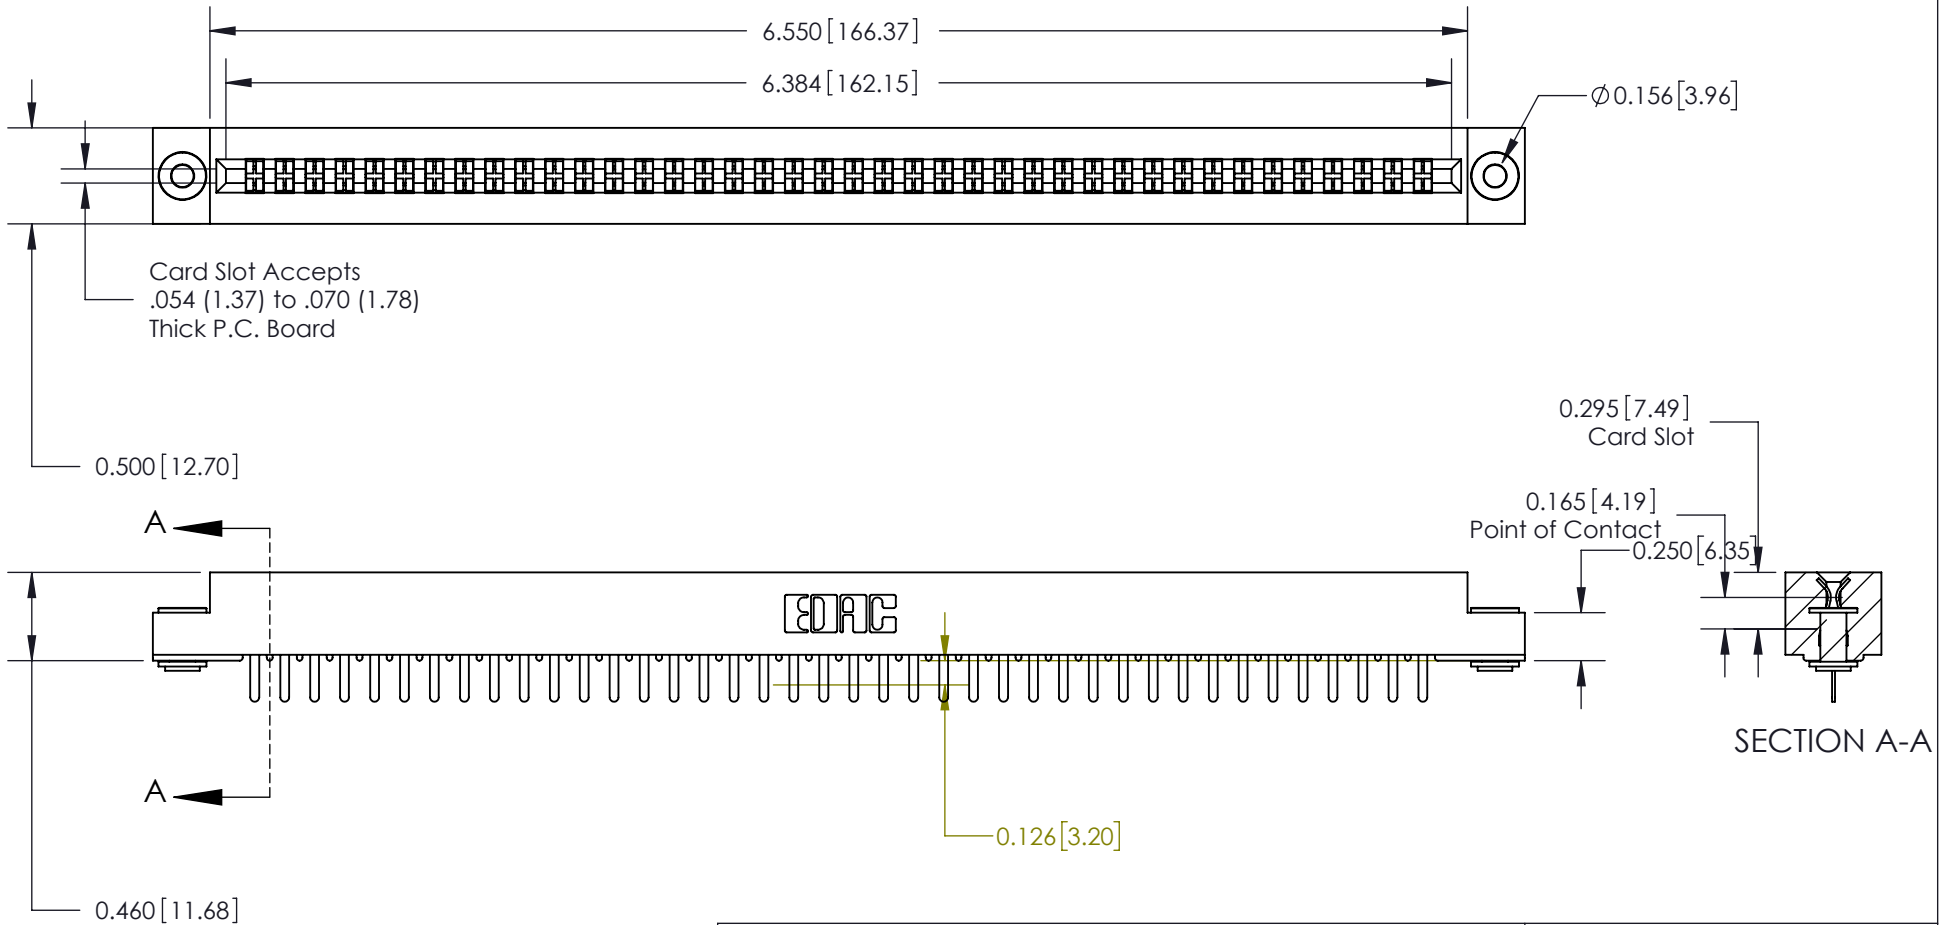 6.550[166.37]
6.384[162.15]
Ø0.156[3.96]
Card Slot Accepts
.054 (1.37) to .070 (1.78)
Thick P.C. Board
0.295[7.49]
Card Slot
0.500[12.70]
0.165[4.19]
Point of Contact
0.250[6.35]
A
EDAC
SECTION A-A
A
0.126[3.20]
0.460[11.68]